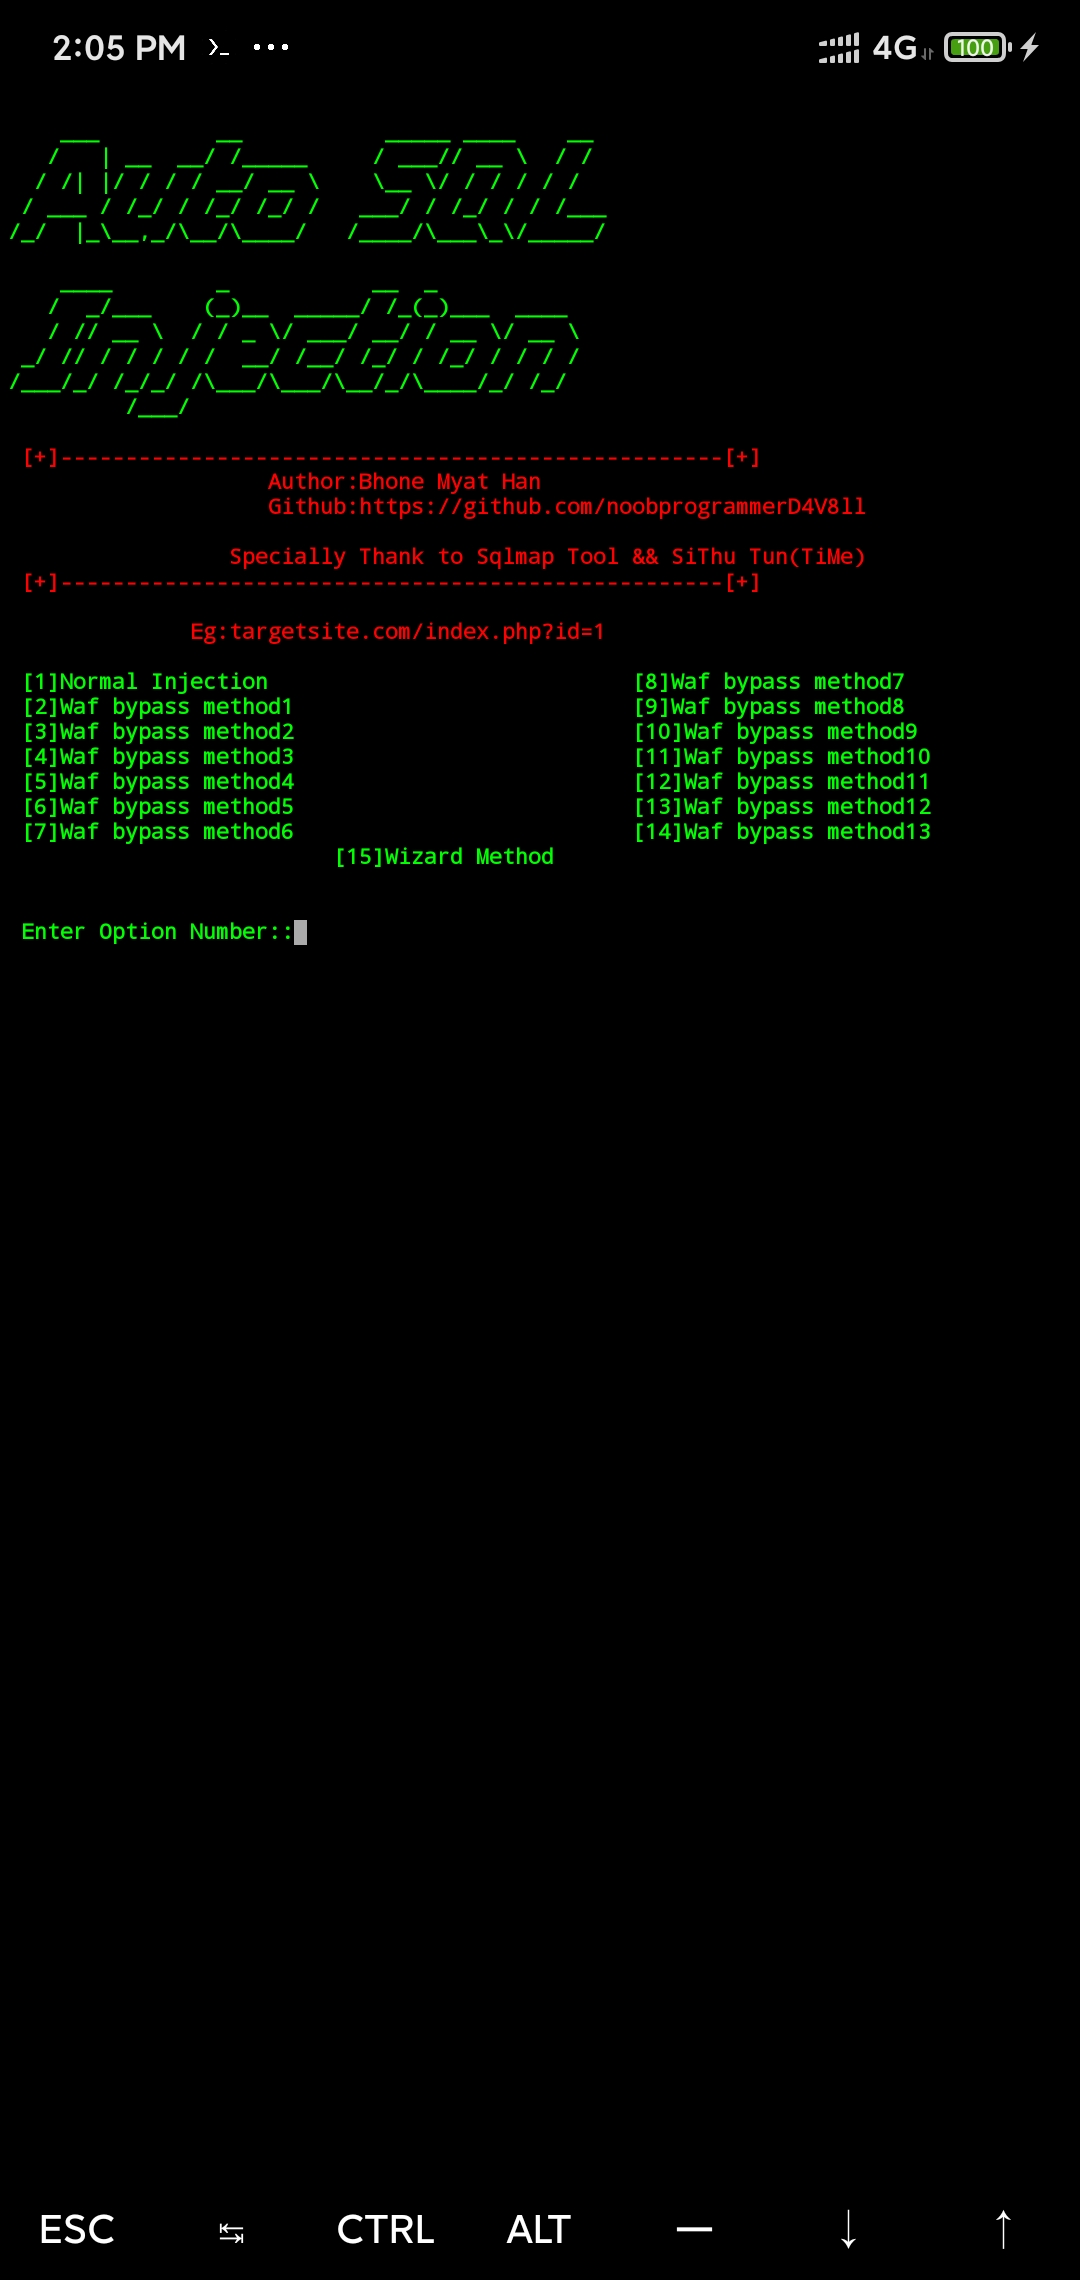 2:05 PM
4G
100
Auto SQL
Injection
[+]---------------------------------------------------[+]
Author:Bhone Myat Han
Github:https://github.com/noobprogrammerD4V8ll
Specially Thank to Sqlmap Tool && SiThu Tun(TiMe)
[+]---------------------------------------------------[+]
Eg:targetsite.com/index.php?id=1
[1]Normal Injection [8]Waf bypass method7
[2]Waf bypass method1 [9]Waf bypass method8
[3]Waf bypass method2 [10]Waf bypass method9
[4]Waf bypass method3 [11]Waf bypass method10
[5]Waf bypass method4 [12]Waf bypass method11
[6]Waf bypass method5 [13]Waf bypass method12
[7]Waf bypass method6 [14]Waf bypass method13
[15]Wizard Method
Enter Option Number::
ESC ↹ CTRL ALT — ↓ ↑